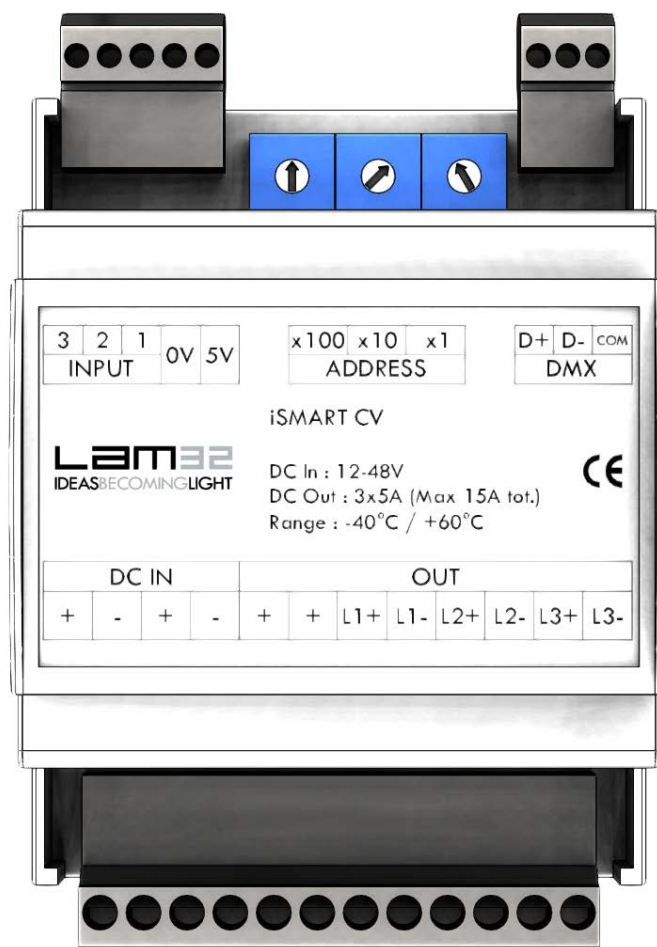 3 2 1 0V 5V x100 x10 x1 D+ D- COM
INPUT ADDRESS DMX
iSMART CV
Lam32
IDEASBECOMINGLIGHT
DC In : 12-48V
DC Out : 3x5A (Max 15A tot.)
Range : -40°C / +60°C
CE
DC IN OUT
+ - + - + + L1+ L1- L2+ L2- L3+ L3-